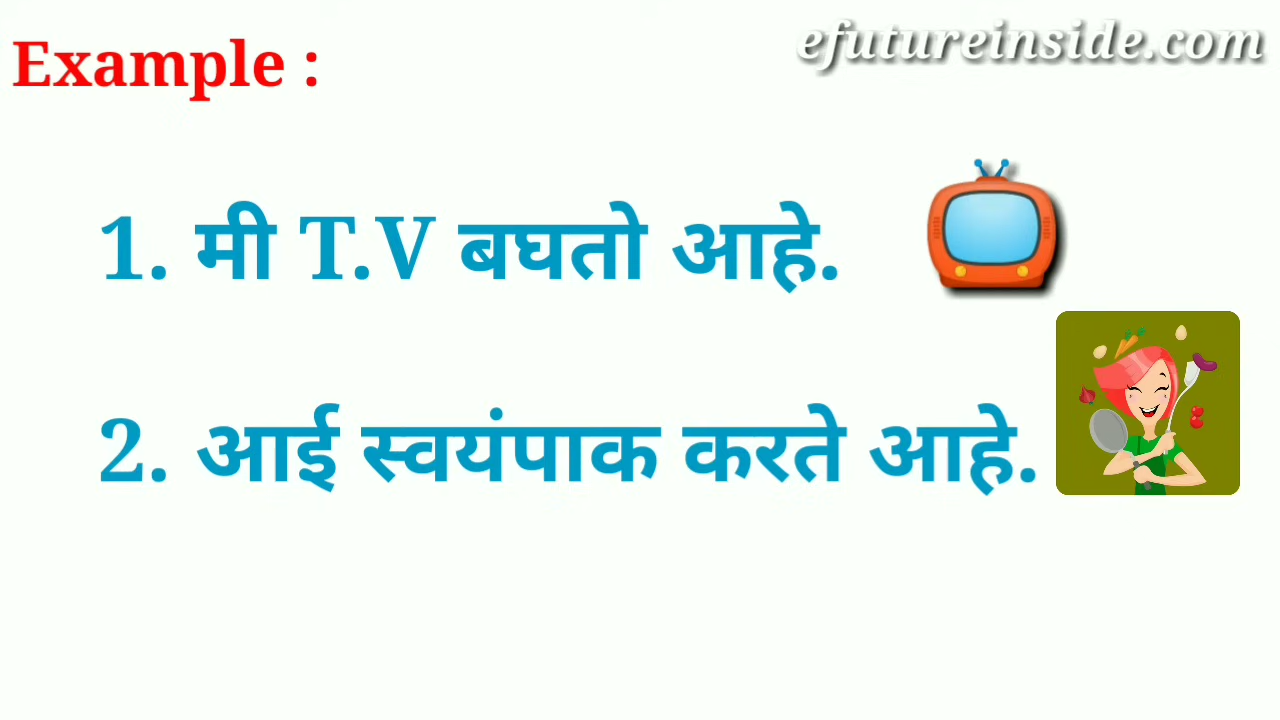 efutureinside.com
Example :
1. मी T.V बघतो आहे.
2. आई स्वयंपाक करते आहे.